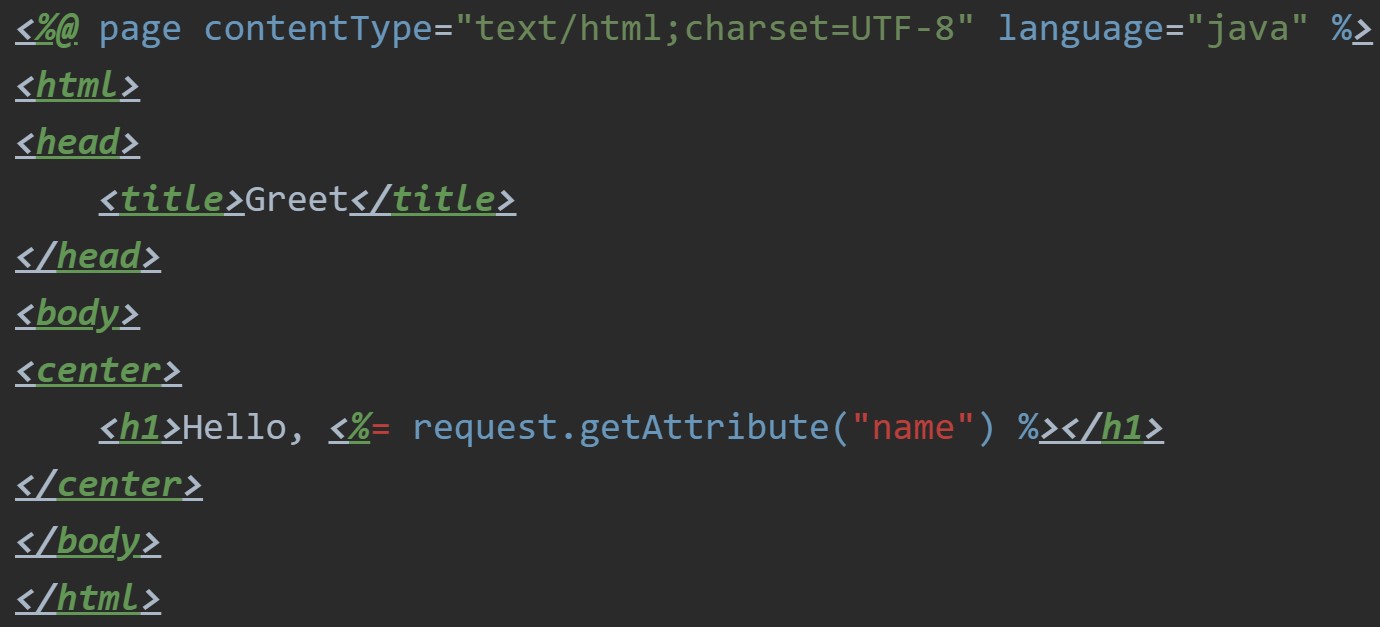 <%@ page contentType="text/html;charset=UTF-8" language="java" %>
<html>
<head>
    <title>Greet</title>
</head>
<body>
<center>
    <h1>Hello, <%= request.getAttribute("name") %></h1>
</center>
</body>
</html>